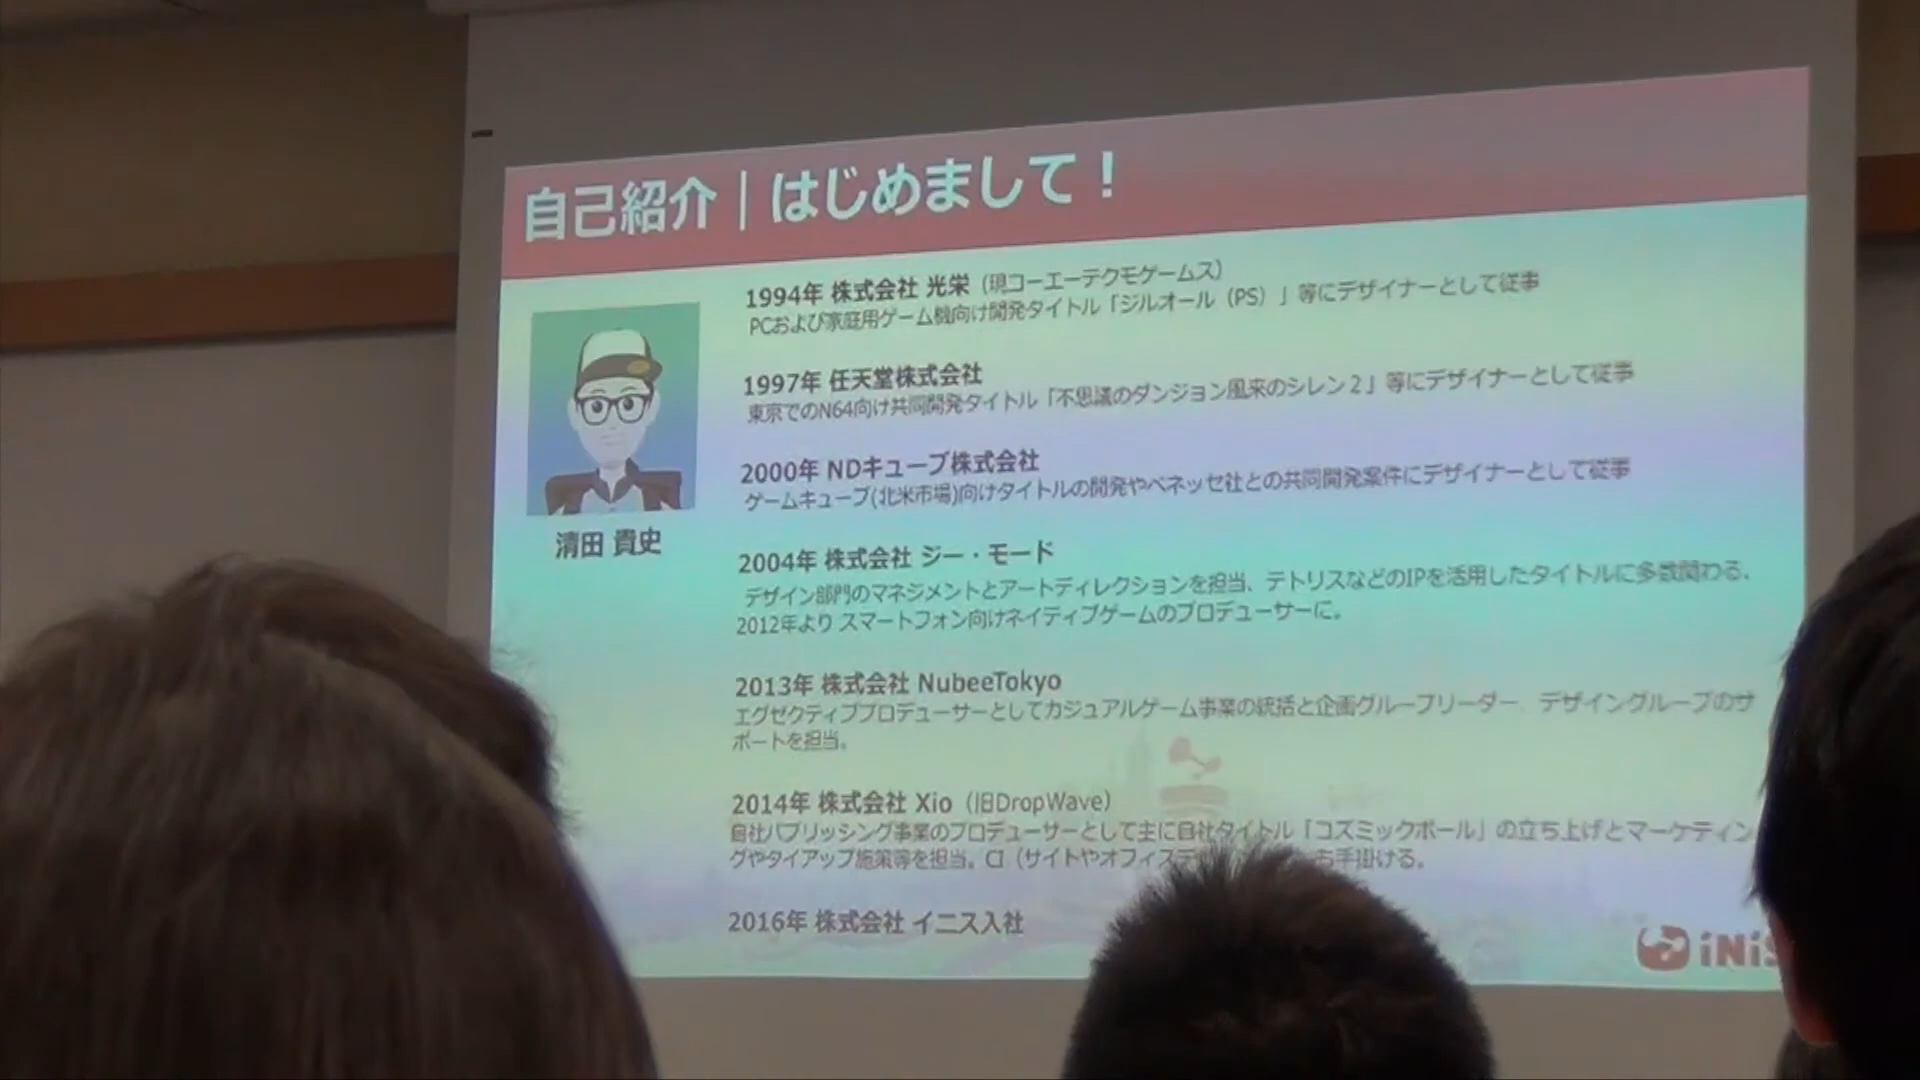 自己紹介｜はじめまして！
1994年 株式会社 光栄（現コーエーテクモゲームス）
PCおよび家庭用ゲーム機向け開発タイトル「ジルオール（PS）」等にデザイナーとして従事
1997年 任天堂株式会社
東京でのN64向け共同開発タイトル「不思議のダンジョン風来のシレン２」等にデザイナーとして従事
2000年 NDキューブ株式会社
ゲームキューブ(北米市場)向けタイトルの開発やベネッセ社との共同開発案件にデザイナーとして従事
清田 貴史
2004年 株式会社 ジー・モード
デザイン部門のマネジメントとアートディレクションを担当、テトリスなどのIPを活用したタイトルに多数関わる、
2012年より スマートフォン向けネイティブゲームのプロデューサーに。
2013年 株式会社 NubeeTokyo
エグゼクティブプロデューサーとしてカジュアルゲーム事業の統括と企画グループリーダー デザイングループのサ
ポートを担当。
2014年 株式会社 Xio（旧DropWave）
自社パブリッシング事業のプロデューサーとして主に自社タイトル「コズミックボール」の立ち上げとマーケティン
グやタイアップ施策等を担当。CI（サイトやオフィス も手掛ける。
2016年 株式会社 イニス入社
iNiS